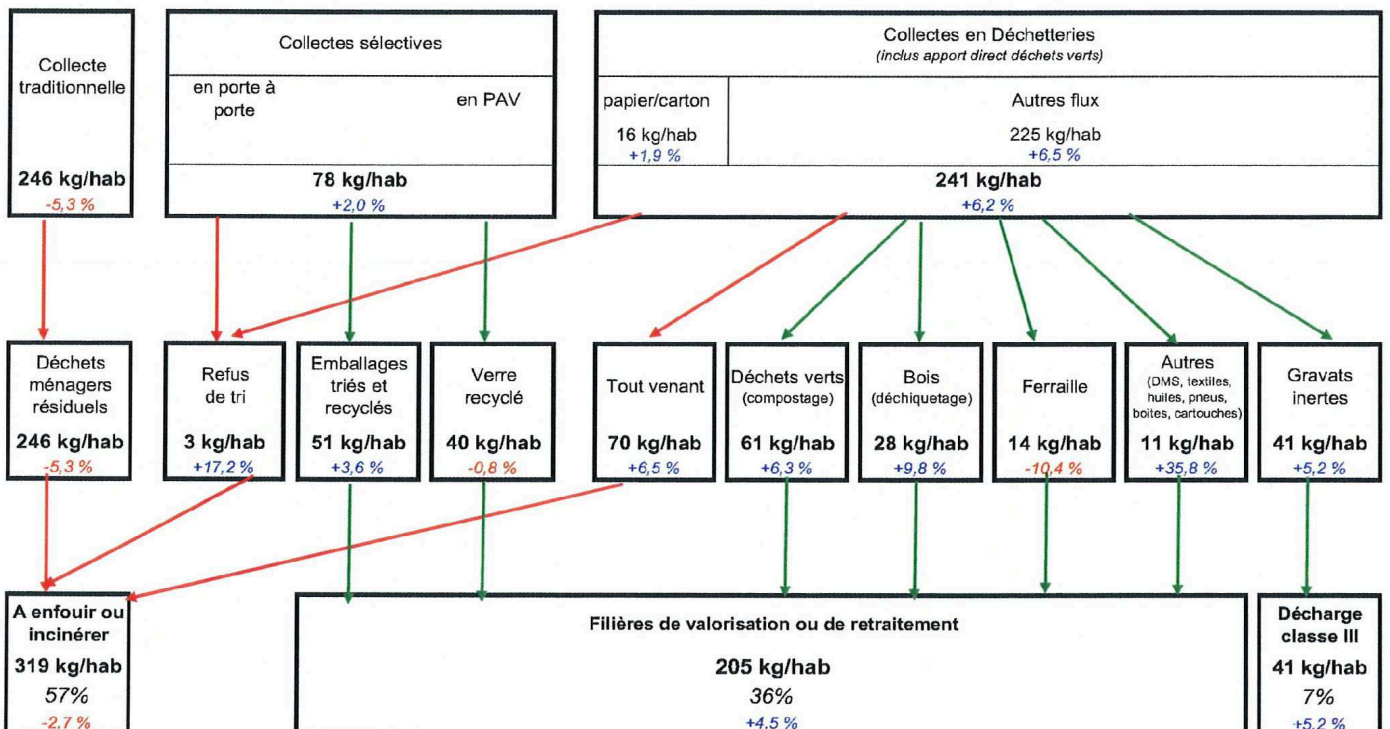 Collecte
traditionnelle
246 kg/hab
-5,3 %
Collectes sélectives
en porte à
porte
en PAV
78 kg/hab
+2,0 %
Collectes en Déchetteries
(inclus apport direct déchets verts)
papier/carton
16 kg/hab
+1,9 %
Autres flux
225 kg/hab
+6,5 %
241 kg/hab
+6,2 %
Déchets
ménagers
résiduels
246 kg/hab
-5,3 %
Refus
de tri
3 kg/hab
+17,2 %
Emballages
triés et
recyclés
51 kg/hab
+3,6 %
Verre
recyclé
40 kg/hab
-0,8 %
Tout venant
70 kg/hab
+6,5 %
Déchets verts
(compostage)
61 kg/hab
+6,3 %
Bois
(déchiquetage)
28 kg/hab
+9,8 %
Ferraille
14 kg/hab
-10,4 %
Autres
(DMS, textiles,
huiles, pneus,
boites, cartouches)
11 kg/hab
+35,8 %
Gravats
inertes
41 kg/hab
+5,2 %
A enfouir ou
incinérer
319 kg/hab
57%
-2,7 %
Filières de valorisation ou de retraitement
205 kg/hab
36%
+4,5 %
Décharge
classe III
41 kg/hab
7%
+5,2 %